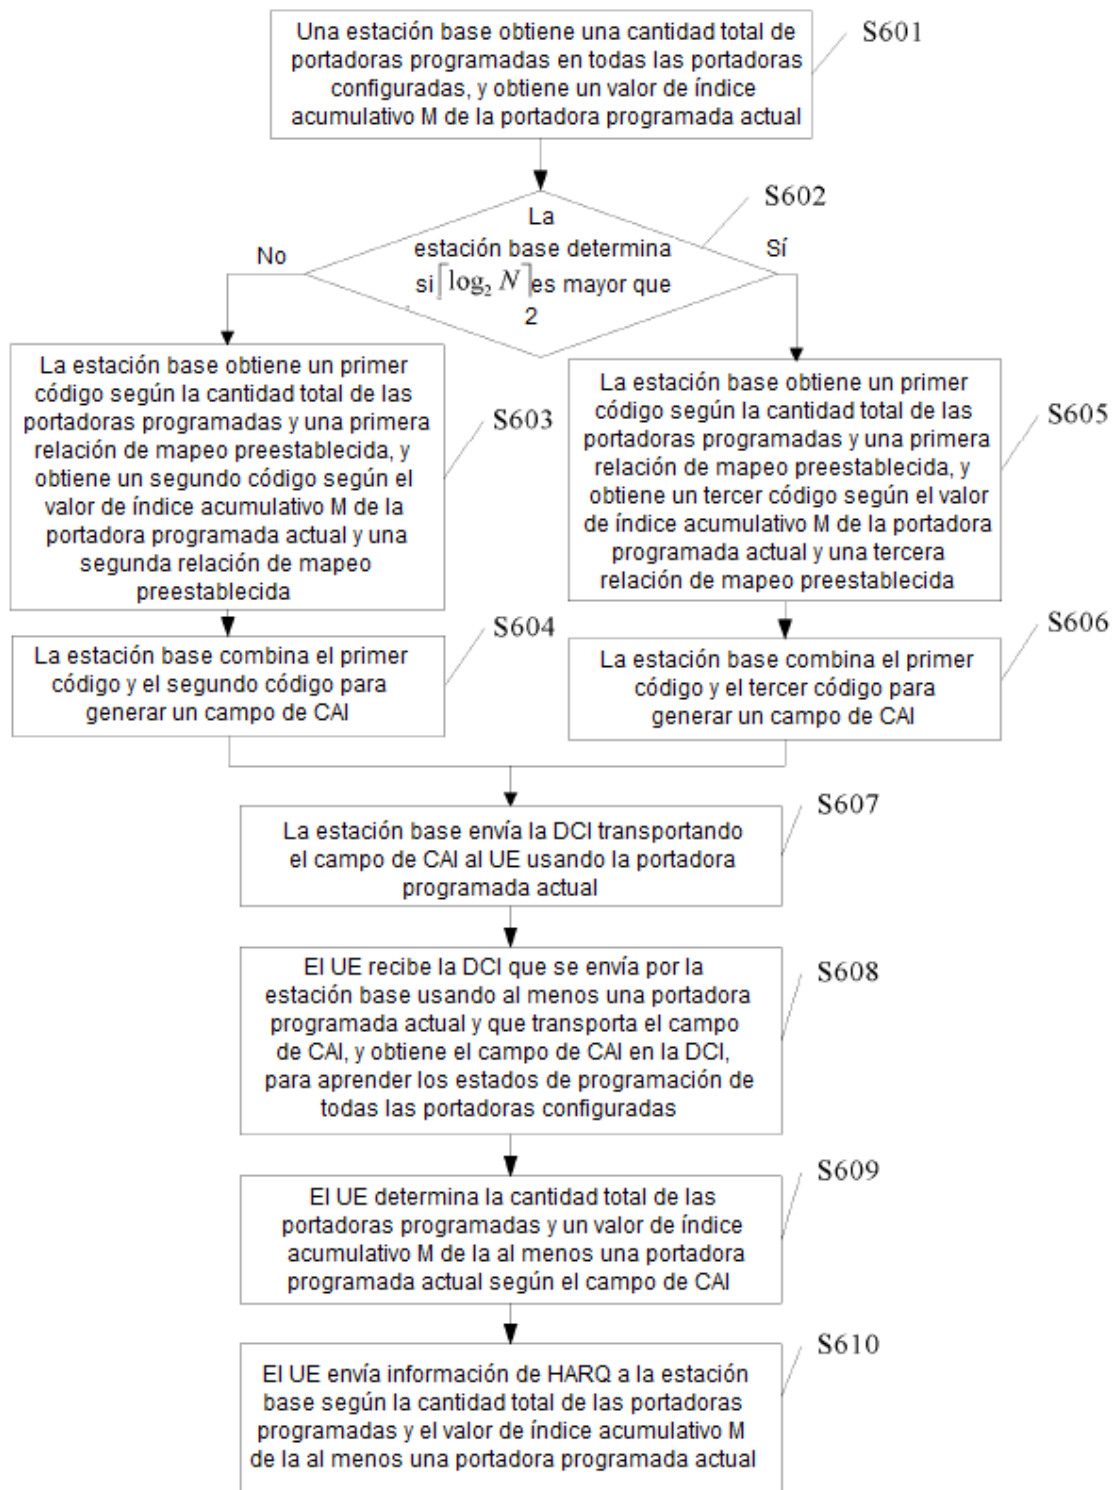 Una estación base obtiene una cantidad total de
portadoras programadas en todas las portadoras
configuradas, y obtiene un valor de índice
acumulativo M de la portadora programada actual
S601
La
estación base determina
si ⌈log₂ N⌉ es mayor que
2
S602
No
Sí
La estación base obtiene un primer
código según la cantidad total de las
portadoras programadas y una primera
relación de mapeo preestablecida, y
obtiene un segundo código según el
valor de índice acumulativo M de la
portadora programada actual y una
segunda relación de mapeo
preestablecida
S603
La estación base obtiene un primer
código según la cantidad total de las
portadoras programadas y una primera
relación de mapeo preestablecida, y
obtiene un tercer código según el valor
de índice acumulativo M de la portadora
programada actual y una tercera
relación de mapeo preestablecida
S605
La estación base combina el primer
código y el segundo código para
generar un campo de CAI
S604
La estación base combina el primer
código y el tercer código para
generar un campo de CAI
S606
La estación base envía la DCI transportando
el campo de CAI al UE usando la portadora
programada actual
S607
El UE recibe la DCI que se envía por la
estación base usando al menos una portadora
programada actual y que transporta el campo
de CAI, y obtiene el campo de CAI en la DCI,
para aprender los estados de programación de
todas las portadoras configuradas
S608
El UE determina la cantidad total de las
portadoras programadas y un valor de índice
acumulativo M de la al menos una portadora
programada actual según el campo de CAI
S609
El UE envía información de HARQ a la estación
base según la cantidad total de las portadoras
programadas y el valor de índice acumulativo M
de la al menos una portadora programada actual
S610